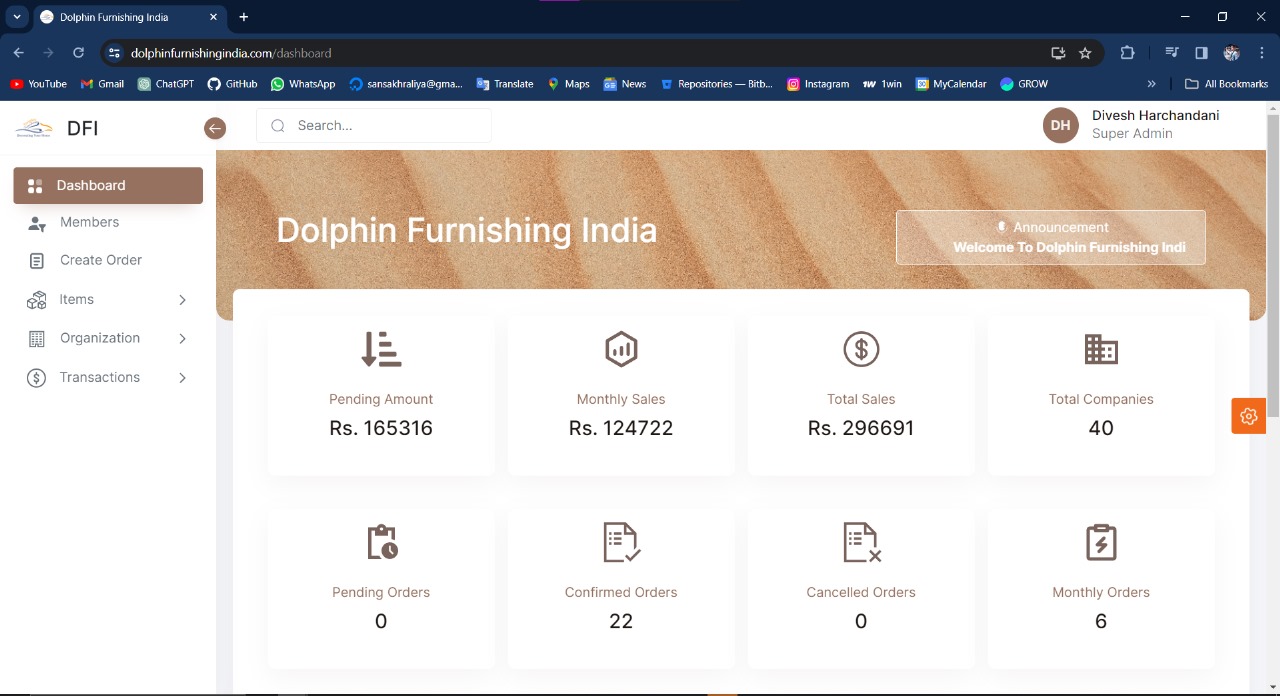 Dolphin Furnishing India
dolphinfurnishingindia.com/dashboard
YouTube Gmail ChatGPT GitHub WhatsApp sansakhraliya@gma... Translate Maps News Repositories — Bitb... Instagram 1win MyCalendar GROW » All Bookmarks
DFI
Search...
DH
Divesh Harchandani
Super Admin
Dashboard
Members
Create Order
Items
Organization
Transactions
Dolphin Furnishing India
Announcement
Welcome To Dolphin Furnishing Indi
Pending Amount
Rs. 165316
Monthly Sales
Rs. 124722
Total Sales
Rs. 296691
Total Companies
40
Pending Orders
0
Confirmed Orders
22
Cancelled Orders
0
Monthly Orders
6